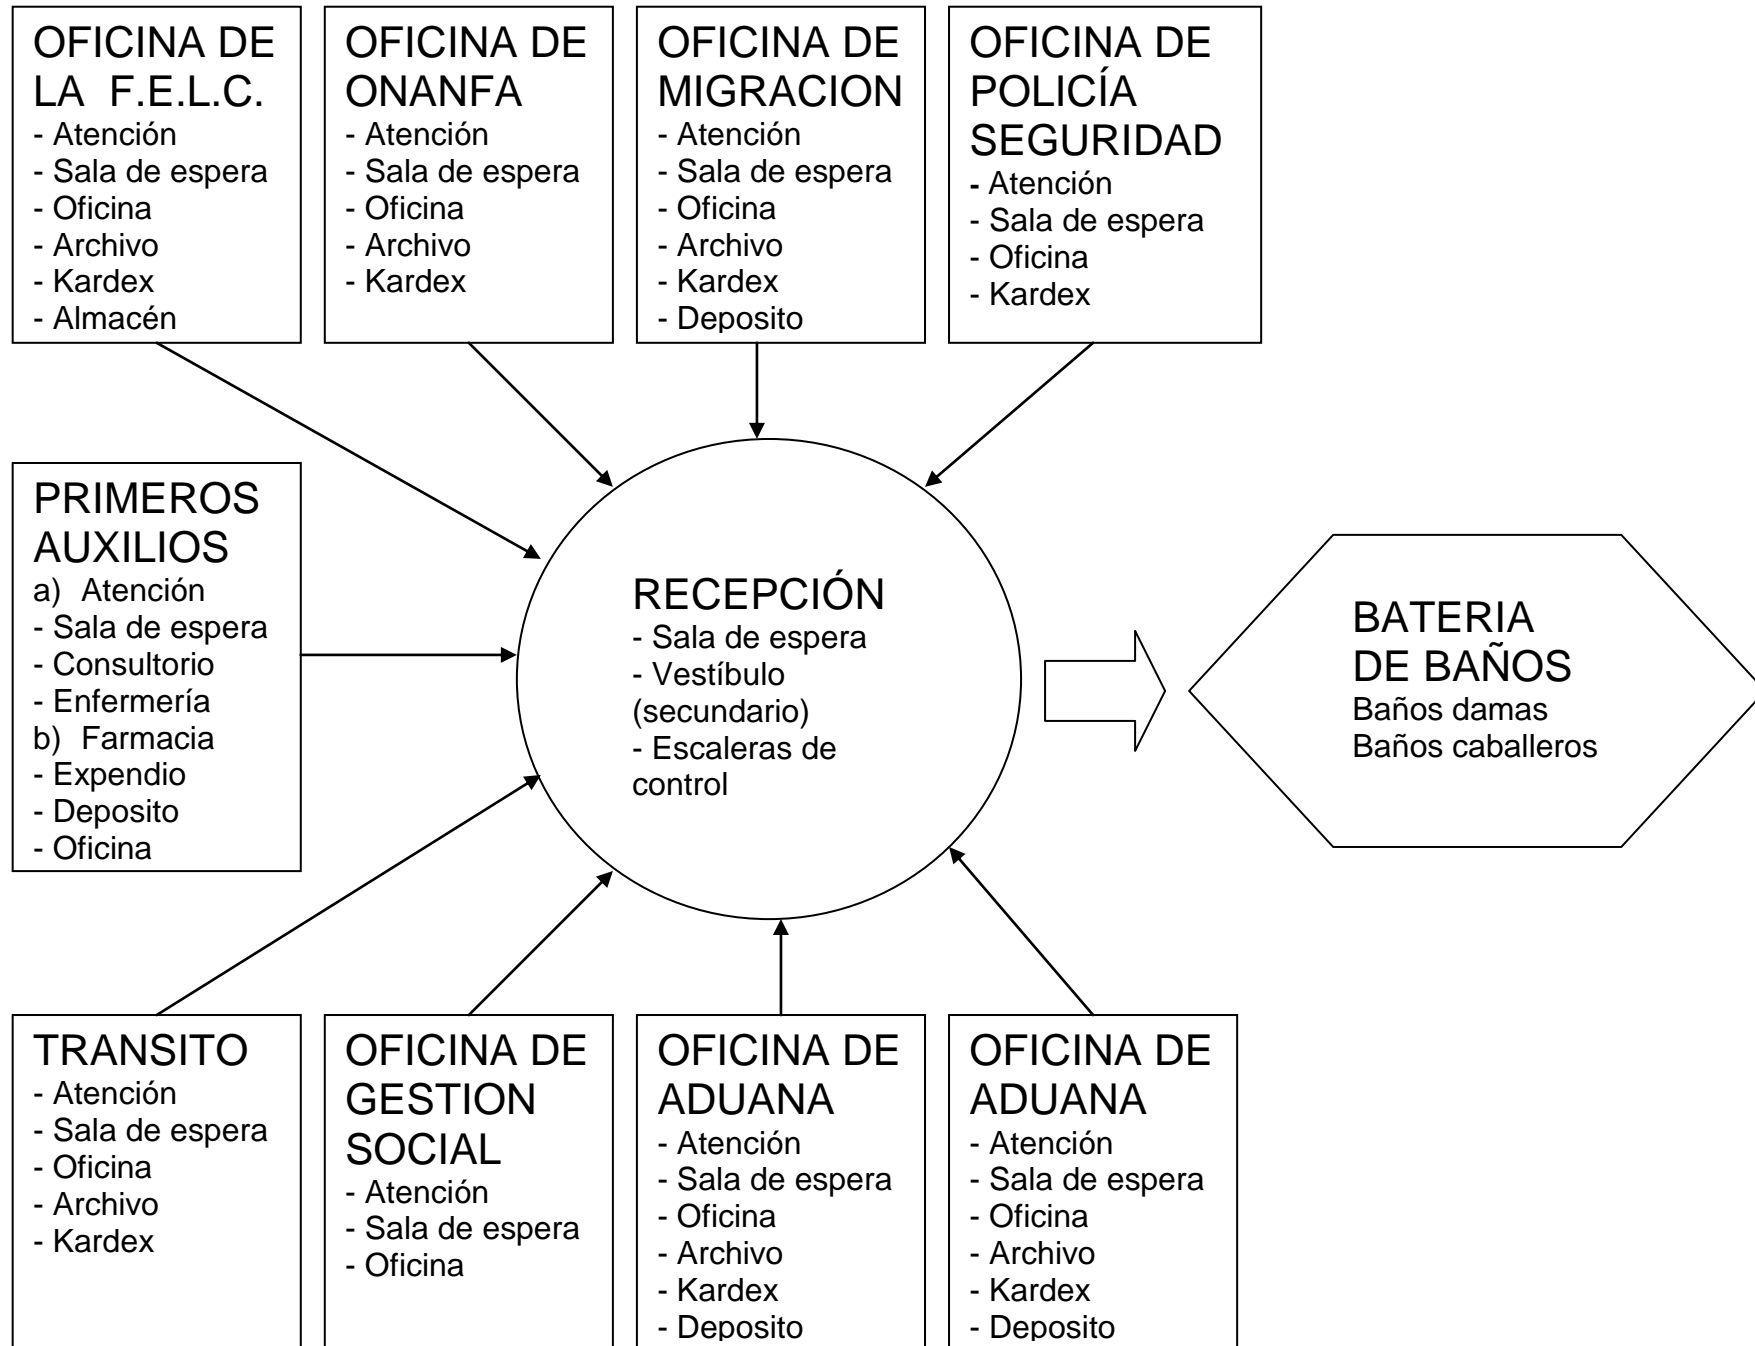 OFICINA DE
LA F.E.L.C.
- Atención
- Sala de espera
- Oficina
- Archivo
- Kardex
- Almacén
OFICINA DE
ONANFA
- Atención
- Sala de espera
- Oficina
- Archivo
- Kardex
OFICINA DE
MIGRACION
- Atención
- Sala de espera
- Oficina
- Archivo
- Kardex
- Deposito
OFICINA DE
POLICÍA
SEGURIDAD
- Atención
- Sala de espera
- Oficina
- Kardex
PRIMEROS
AUXILIOS
a) Atención
- Sala de espera
- Consultorio
- Enfermería
b) Farmacia
- Expendio
- Deposito
- Oficina
RECEPCIÓN
- Sala de espera
- Vestíbulo
(secundario)
- Escaleras de
control
BATERIA
DE BAÑOS
Baños damas
Baños caballeros
TRANSITO
- Atención
- Sala de espera
- Oficina
- Archivo
- Kardex
OFICINA DE
GESTION
SOCIAL
- Atención
- Sala de espera
- Oficina
OFICINA DE
ADUANA
- Atención
- Sala de espera
- Oficina
- Archivo
- Kardex
- Deposito
OFICINA DE
ADUANA
- Atención
- Sala de espera
- Oficina
- Archivo
- Kardex
- Deposito